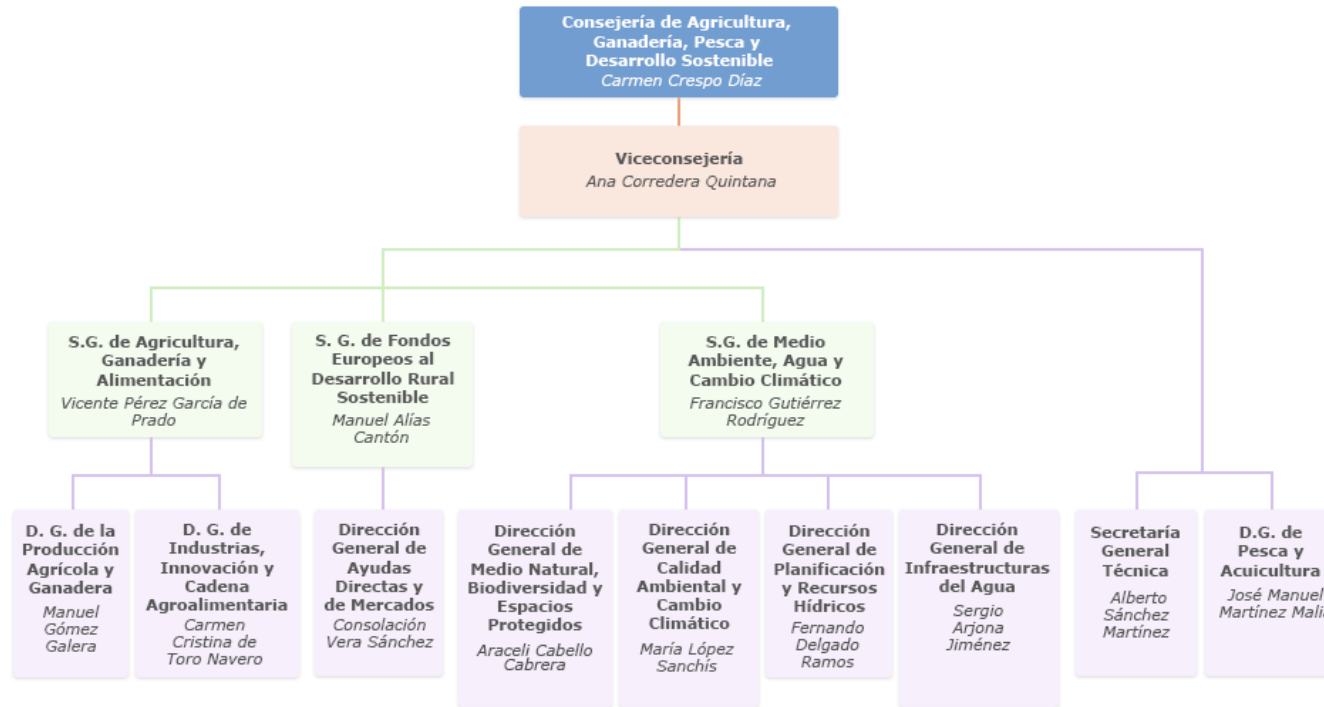 Consejería de Agricultura,
Ganadería, Pesca y
Desarrollo Sostenible
Carmen Crespo Díaz
Viceconsejería
Ana Corredera Quintana
S.G. de Agricultura,
Ganadería y
Alimentación
Vicente Pérez García de
Prado
S. G. de Fondos
Europeos al
Desarrollo Rural
Sostenible
Manuel Alías
Cantón
S.G. de Medio
Ambiente, Agua y
Cambio Climático
Francisco Gutiérrez
Rodríguez
D. G. de la
Producción
Agrícola y
Ganadera
Manuel
Gómez
Galera
D. G. de
Industrias,
Innovación y
Cadena
Agroalimentaria
Carmen
Cristina de
Toro Navero
Dirección
General de
Ayudas
Directas y
de Mercados
Consolación
Vera Sánchez
Dirección
General de
Medio Natural,
Biodiversidad y
Espacios
Protegidos
Araceli Cabello
Cabrera
Dirección
General de
Calidad
Ambiental y
Cambio
Climático
María López
Sanchís
Dirección
General de
Planificación
y Recursos
Hídricos
Fernando
Delgado
Ramos
Dirección
General de
Infraestructuras
del Agua
Sergio
Arjona
Jiménez
Secretaría
General
Técnica
Alberto
Sánchez
Martínez
D.G. de
Pesca y
Acuicultura
José Manuel
Martínez Malia